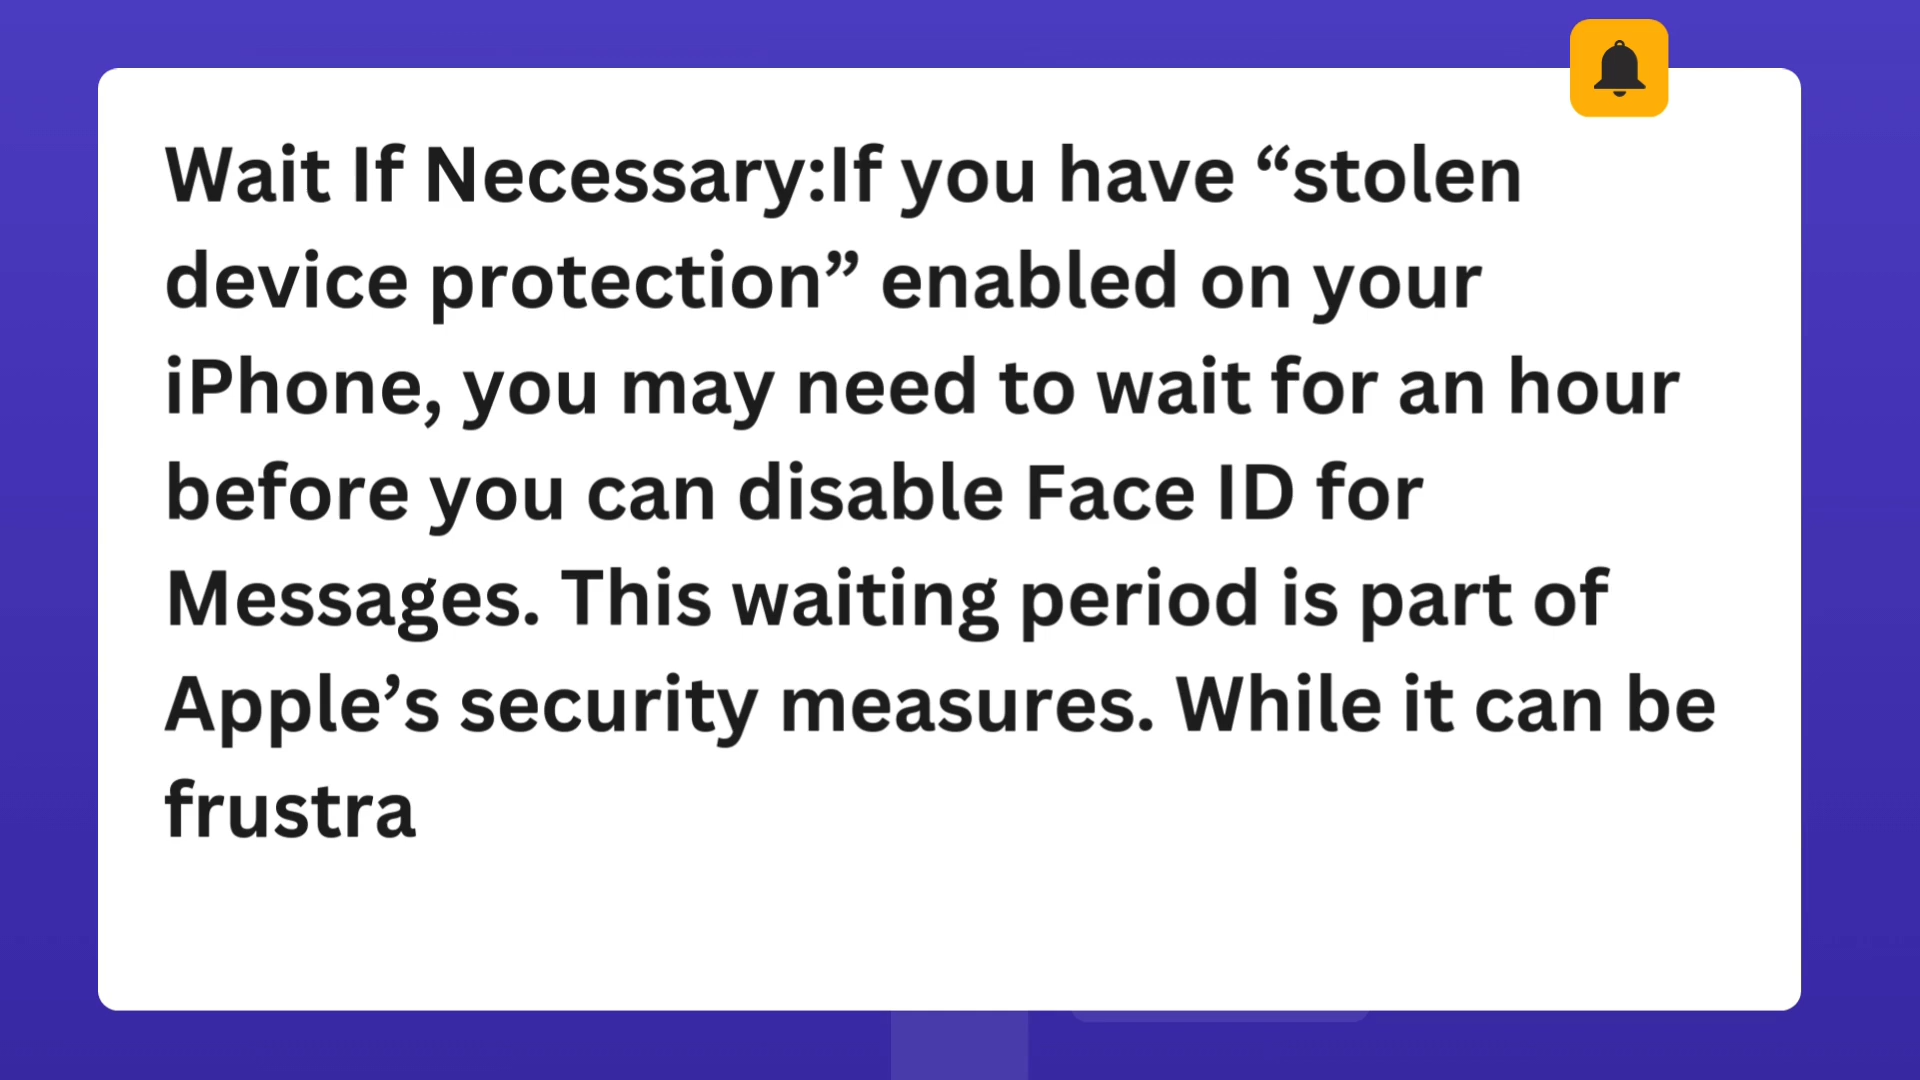 Wait If Necessary:If you have “stolen
device protection” enabled on your
iPhone, you may need to wait for an hour
before you can disable Face ID for
Messages. This waiting period is part of
Apple’s security measures. While it can be
frustra